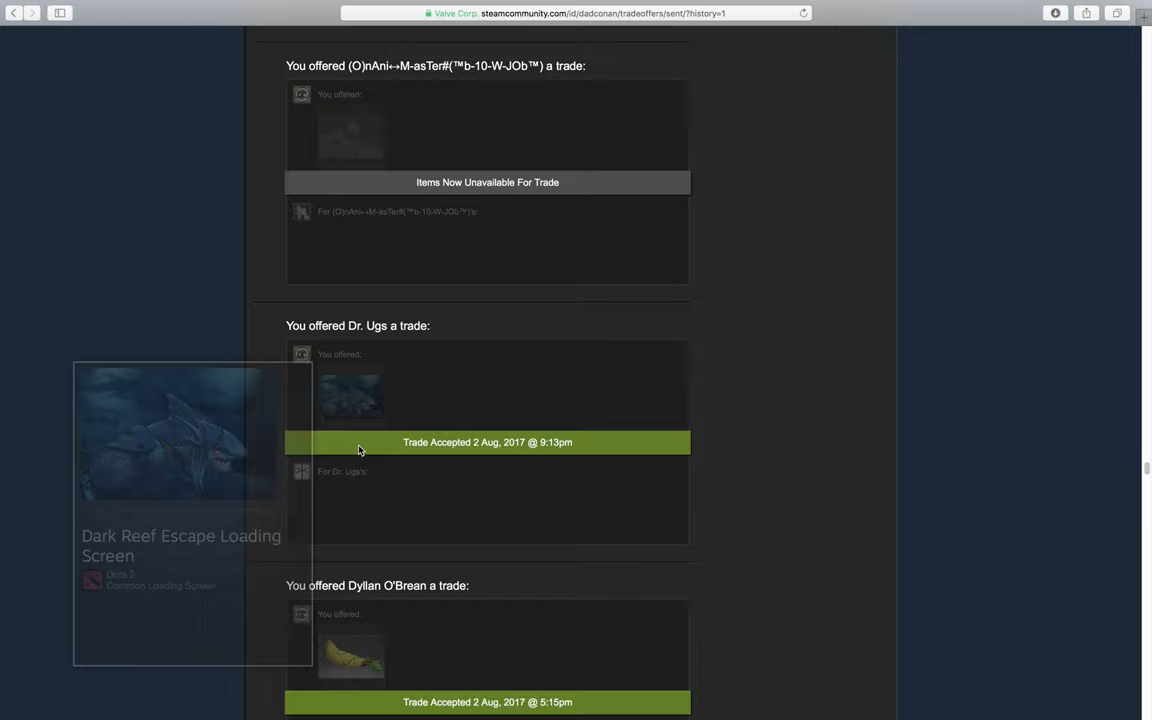 Valve Corp. steamcommunity.com/id/dadconan/tradeoffers/sent/?history=1
You offered (O)nAni↔M-asTer#(™b-10-W-JOb™) a trade:
You offered:
Items Now Unavailable For Trade
For (O)nAni↔M-asTer#(™b-10-W-JOb™)'s:
You offered Dr. Ugs a trade:
You offered:
Trade Accepted 2 Aug, 2017 @ 9:13pm
For Dr. Ugs's:
Dark Reef Escape Loading
Screen
Dota 2
Common Loading Screen
You offered Dyllan O'Brean a trade:
You offered:
Trade Accepted 2 Aug, 2017 @ 5:15pm